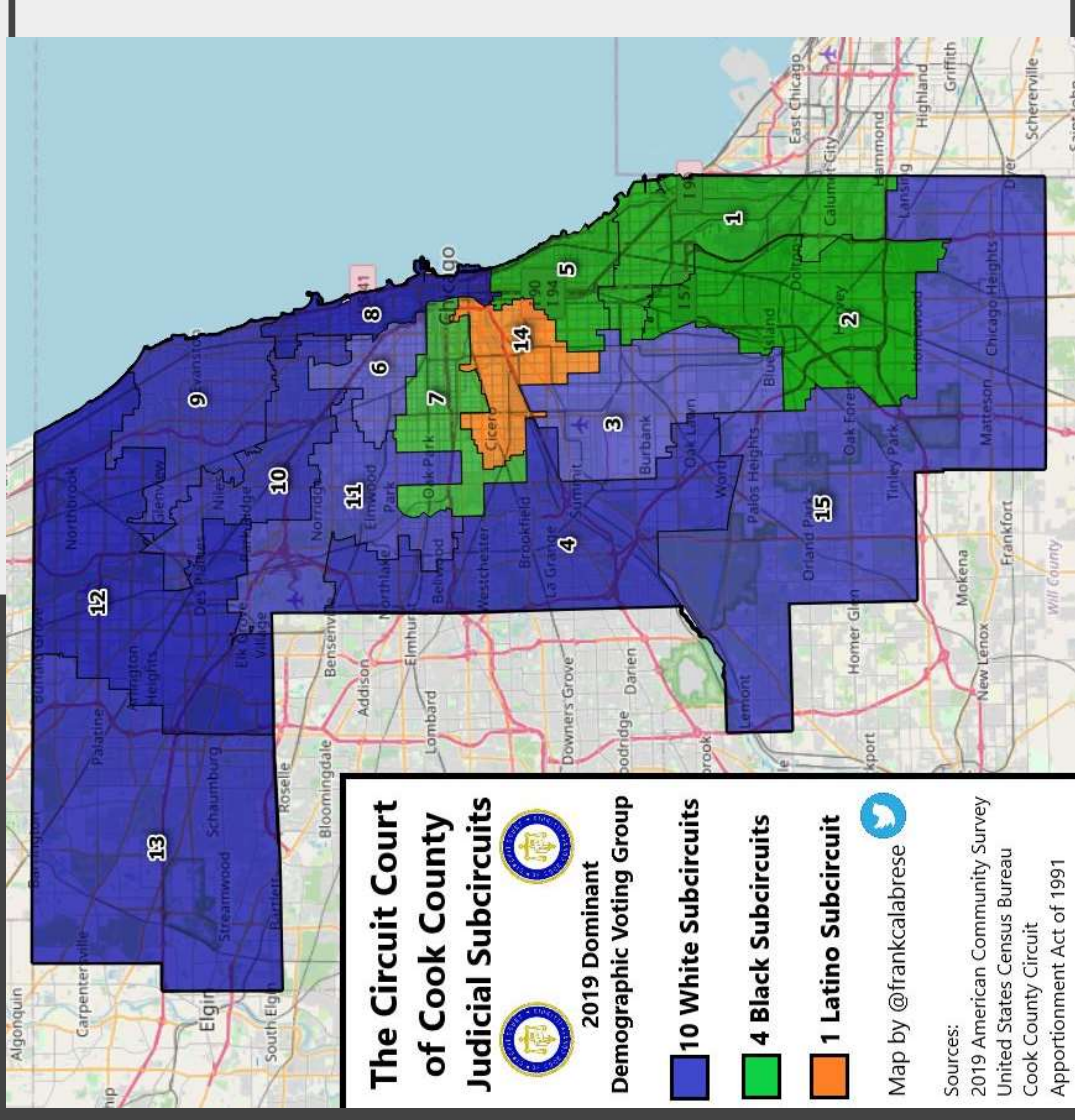 The Circuit Court
of Cook County
Judicial Subcircuits
2019 Dominant
Demographic Voting Group
10 White Subcircuits
4 Black Subcircuits
1 Latino Subcircuit
Map by @frankcalabrese
Sources:
2019 American Community Survey
United States Census Bureau
Cook County Circuit
Apportionment Act of 1991
Algonquin
Carpentersville
Elgin
South Elgin
Barrington
Streamwood
Bartlett
Schaumburg
Palatine
Roselle
Bloomingdale
Buffalo Grove
Arlington
Heights
Elk Grove
Village
Northbrook
Glenview
Des Plaines
Niles
Park Ridge
Norridge
Evanston
Bensenville
Addison
Lombard
Elmhurst
Northlake
Elmwood
Park
Oak Park
Bellwood
Westchester
Brookfield
La Grange
Cicero
Summit
Burbank
Oak Lawn
Worth
Palos Heights
Orland Park
Tinley Park
Oak Forest
Blue Island
Dolton
Harvey
Homewood
Calumet City
Lansing
Hammond
East Chicago
Highland
Griffith
Schererville
Dyer
Chicago Heights
Matteson
Frankfort
Mokena
New Lenox
Will County
Homer Glen
Lemont
Darien
Downers Grove
41
190
1
2
3
4
5
6
7
8
9
10
11
12
13
14
15